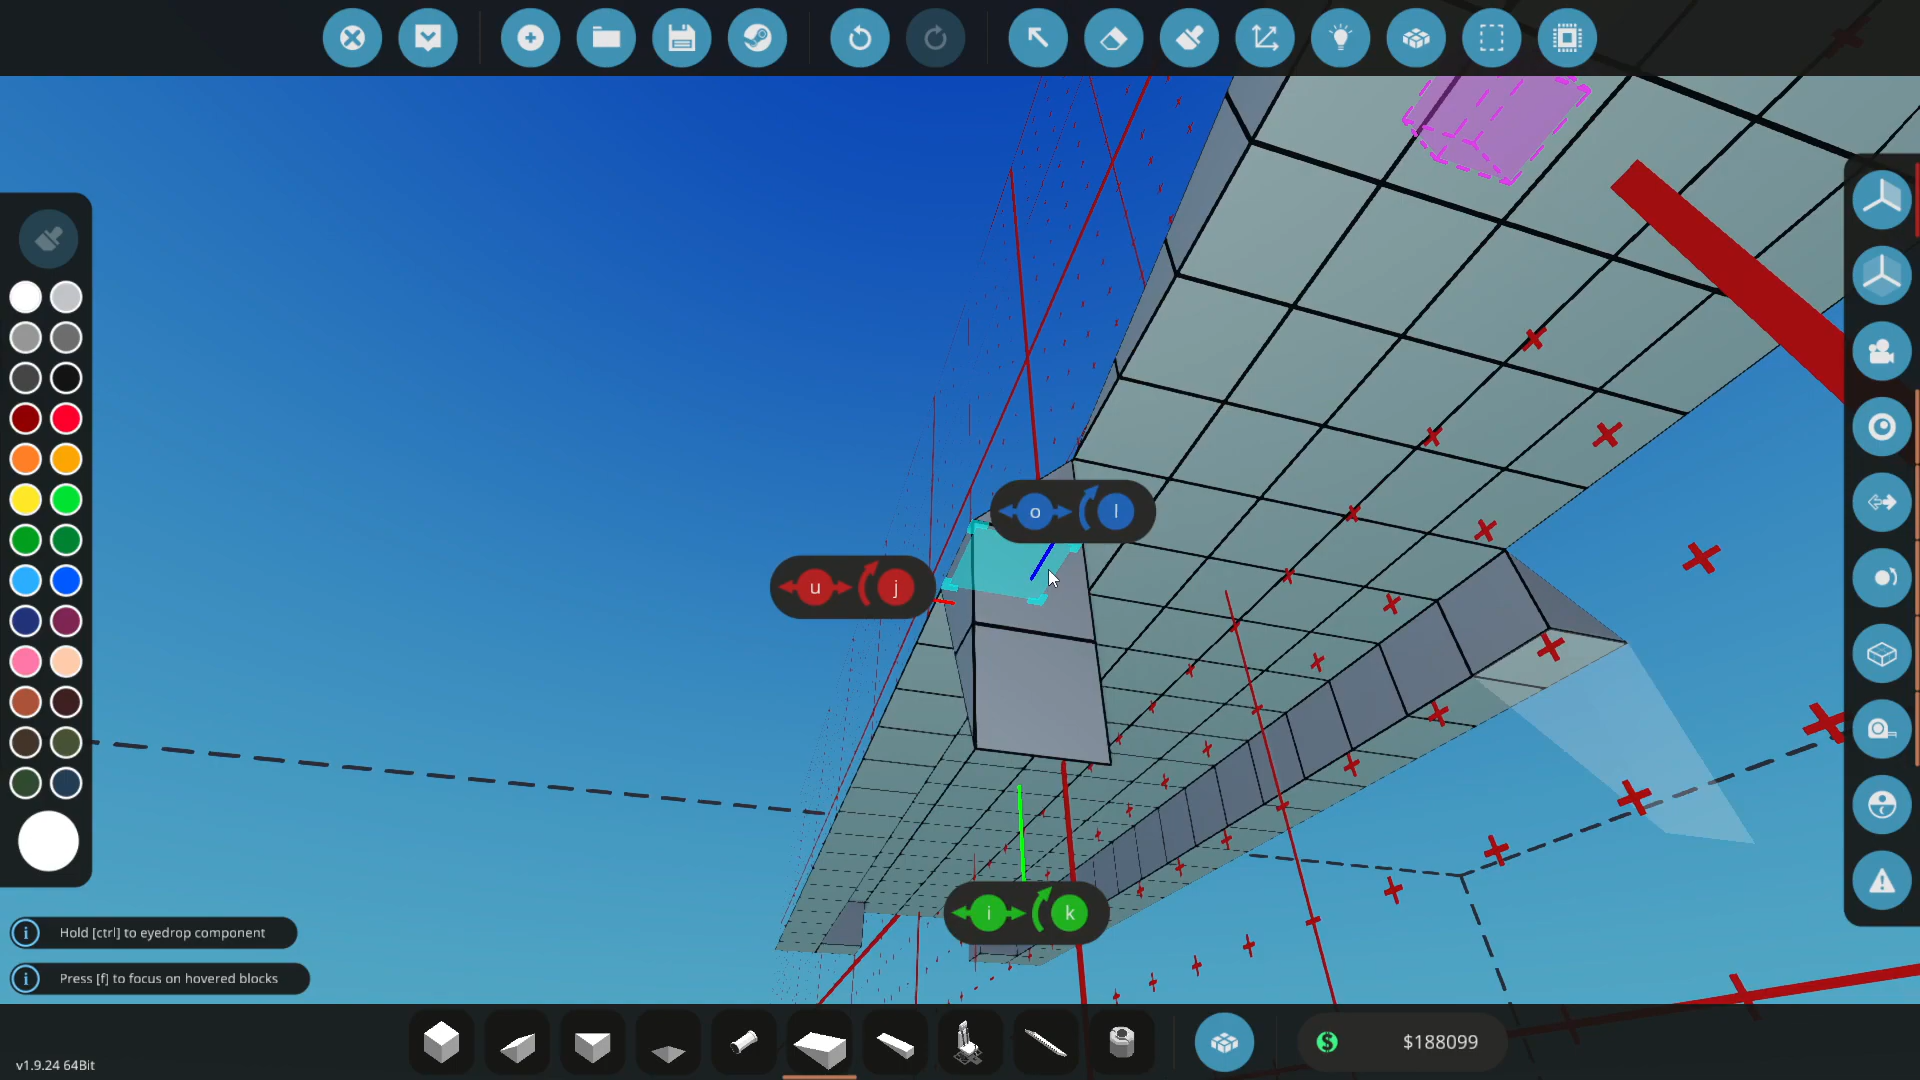 o l
u j
i k
Hold [ctrl] to eyedrop component
Press [f] to focus on hovered blocks
$188099
v1.9.24 64Bit